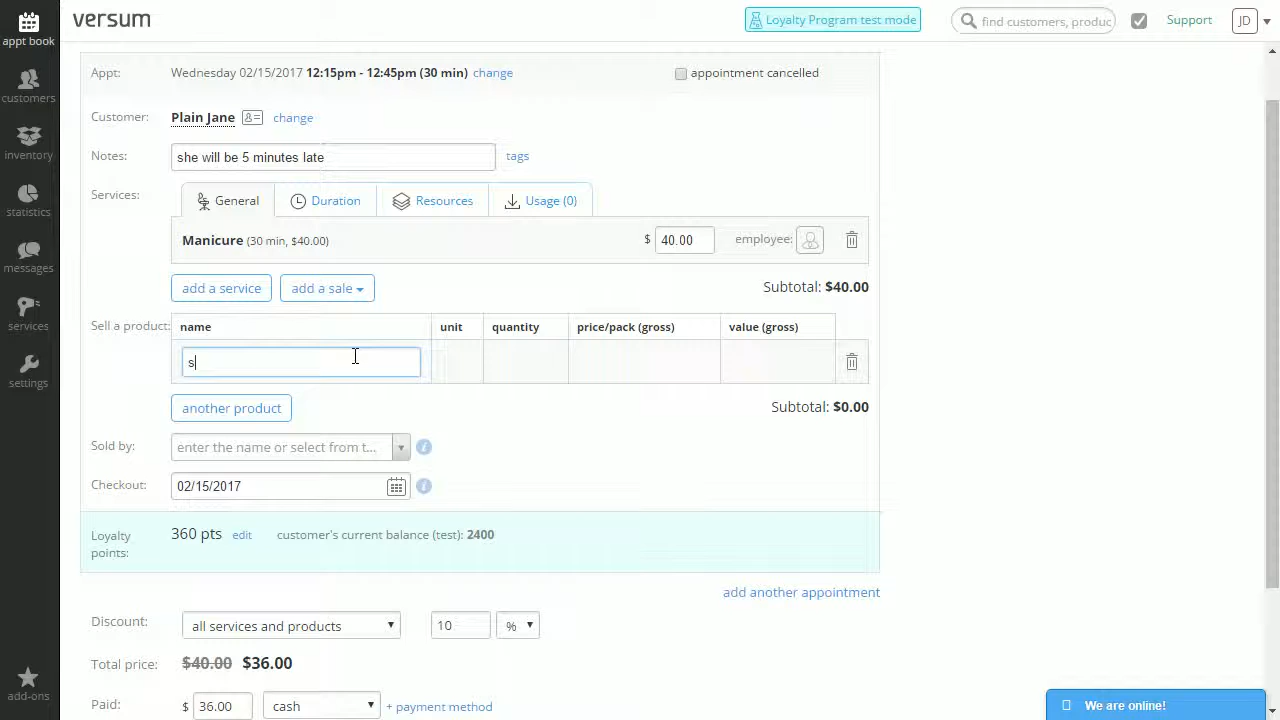 versum
Loyalty Program test mode
find customers, produc
Support
JD
appt book
customers
inventory
statistics
messages
services
settings
add-ons
Appt: Wednesday 02/15/2017 12:15pm - 12:45pm (30 min) change
appointment cancelled
Customer: Plain Jane change
Notes: she will be 5 minutes late tags
Services: General Duration Resources Usage (0)
Manicure (30 min, $40.00) $ 40.00 employee:
add a service add a sale Subtotal: $40.00
Sell a product: name unit quantity price/pack (gross) value (gross)
s
another product Subtotal: $0.00
Sold by: enter the name or select from t... i
Checkout: 02/15/2017 i
Loyalty points: 360 pts edit customer's current balance (test): 2400
add another appointment
Discount: all services and products 10 %
Total price: $40.00 $36.00
Paid: $ 36.00 cash + payment method
We are online!